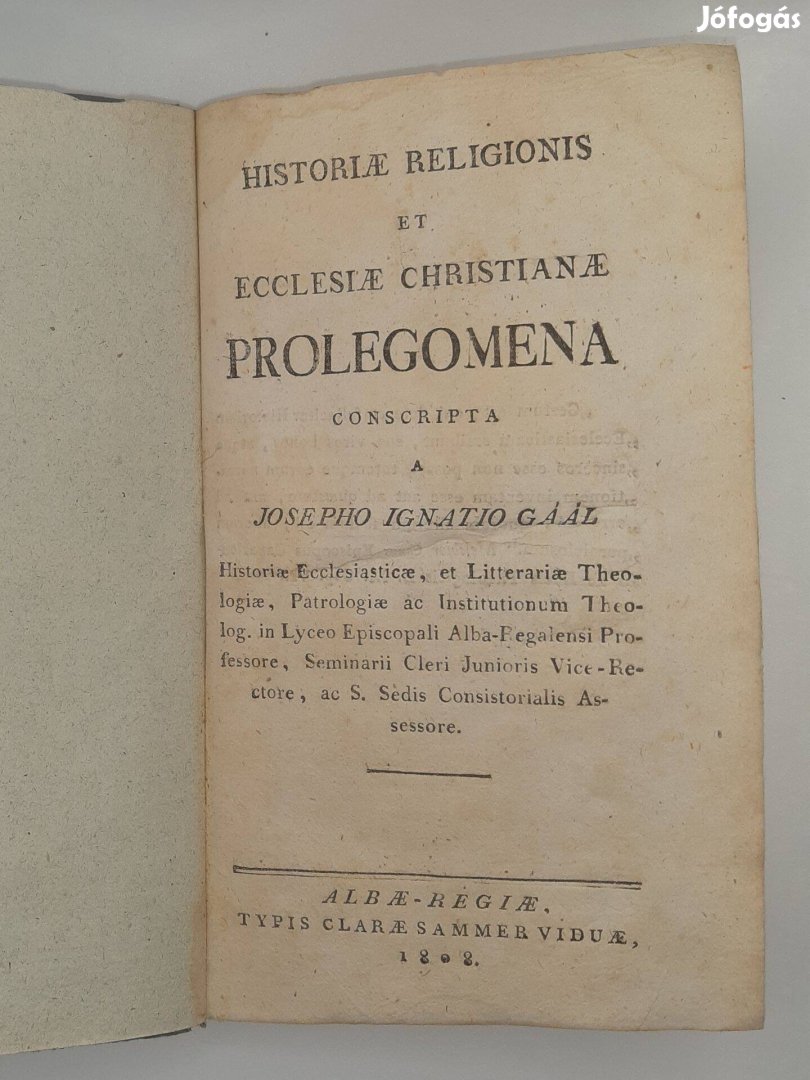 Jófogás
HISTORIÆ RELIGIONIS
ET
ECCLESIÆ CHRISTIANÆ
PROLEGOMENA
CONSCRIPTA
A
JOSEPHO IGNATIO GÁÁL
Historiæ Ecclesiasticæ, et Litterariæ Theo-
logiæ, Patrologiæ ac Institutionum Theo-
log. in Lyceo Episcopali Alba-Regalensi Pro-
fessore, Seminarii Cleri Junioris Vice-Re-
ctore, ac S. Sedis Consistorialis As-
sessore.
ALBÆ-REGIÆ,
TYPIS CLARÆ SAMMER VIDUÆ,
1808.